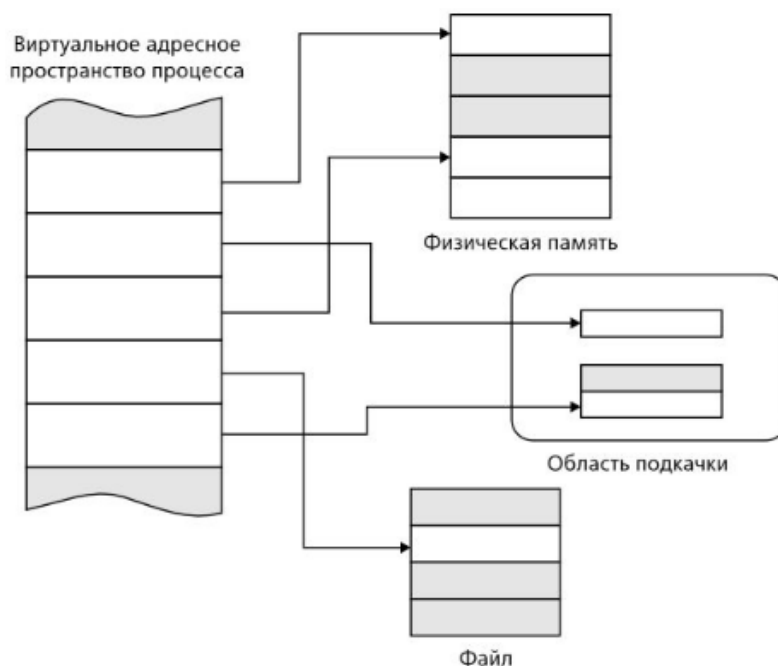 Виртуальное адресное
пространство процесса
Физическая память
Область подкачки
Файл